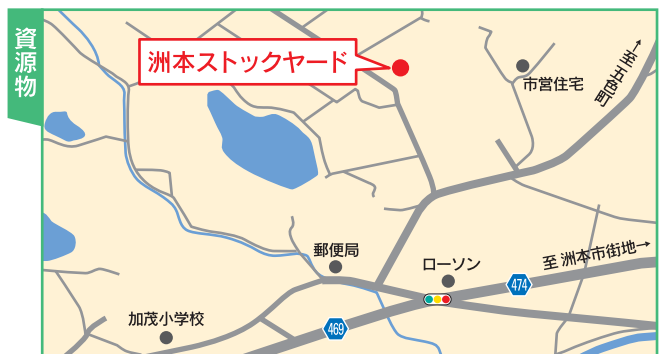 資源物
洲本ストックヤード
市営住宅
至五色町
郵便局
ローソン
至 洲本市街地
474
469
加茂小学校